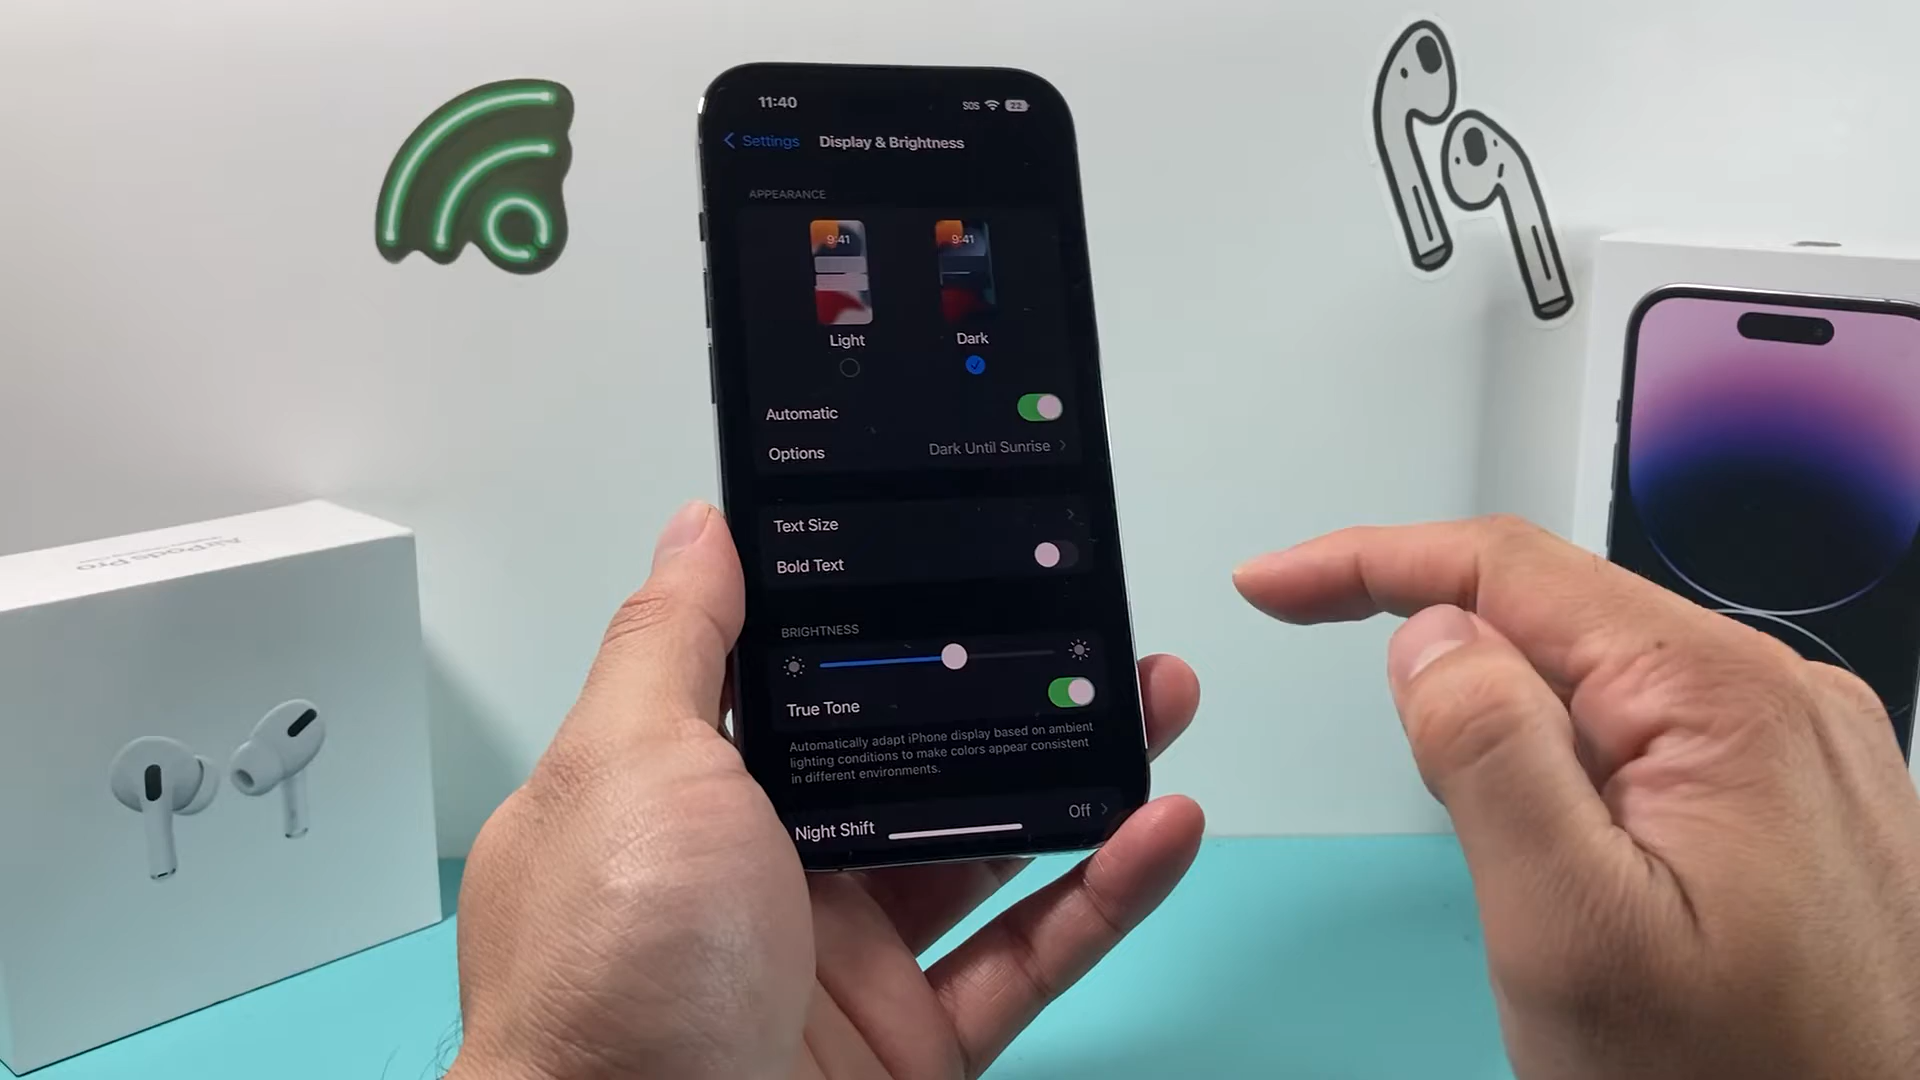 11:40
SOS 22
Settings Display & Brightness
APPEARANCE
9:41 9:41
Light Dark
Automatic
Options Dark Until Sunrise
Text Size
Bold Text
BRIGHTNESS
True Tone
Automatically adapt iPhone display based on ambient
lighting conditions to make colors appear consistent
in different environments.
Night Shift Off
AirPods Pro